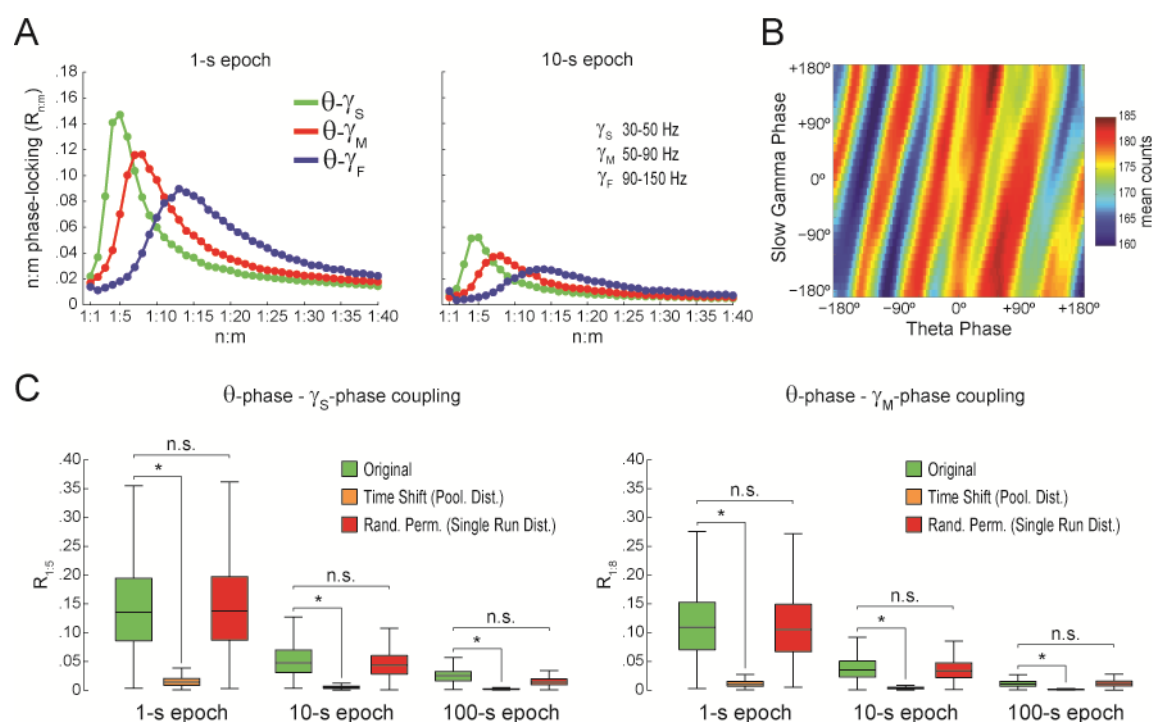 A
1-s epoch
n:m phase-locking (R n:m)
.18
.16
.14
.12
.10
.08
.06
.04
.02
0
1:1 1:5 1:10 1:15 1:20 1:25 1:30 1:35 1:40
n:m
θ-γS
θ-γM
θ-γF
10-s epoch
γS 30-50 Hz
γM 50-90 Hz
γF 90-150 Hz
1:1 1:5 1:10 1:15 1:20 1:25 1:30 1:35 1:40
n:m
B
Slow Gamma Phase
+180º
+90º
0º
-90º
-180º
-180º -90º 0º +90º +180º
Theta Phase
185
180
175
170
165
160
mean counts
C
θ-phase - γS-phase coupling
R1:5
.40
.35
.30
.25
.20
.15
.10
.05
0
n.s.
*
n.s.
*
n.s.
*
Original
Time Shift (Pool. Dist.)
Rand. Perm. (Single Run Dist.)
1-s epoch 10-s epoch 100-s epoch
θ-phase - γM-phase coupling
R1:8
.40
.35
.30
.25
.20
.15
.10
.05
0
n.s.
*
n.s.
*
n.s.
*
Original
Time Shift (Pool. Dist.)
Rand. Perm. (Single Run Dist.)
1-s epoch 10-s epoch 100-s epoch